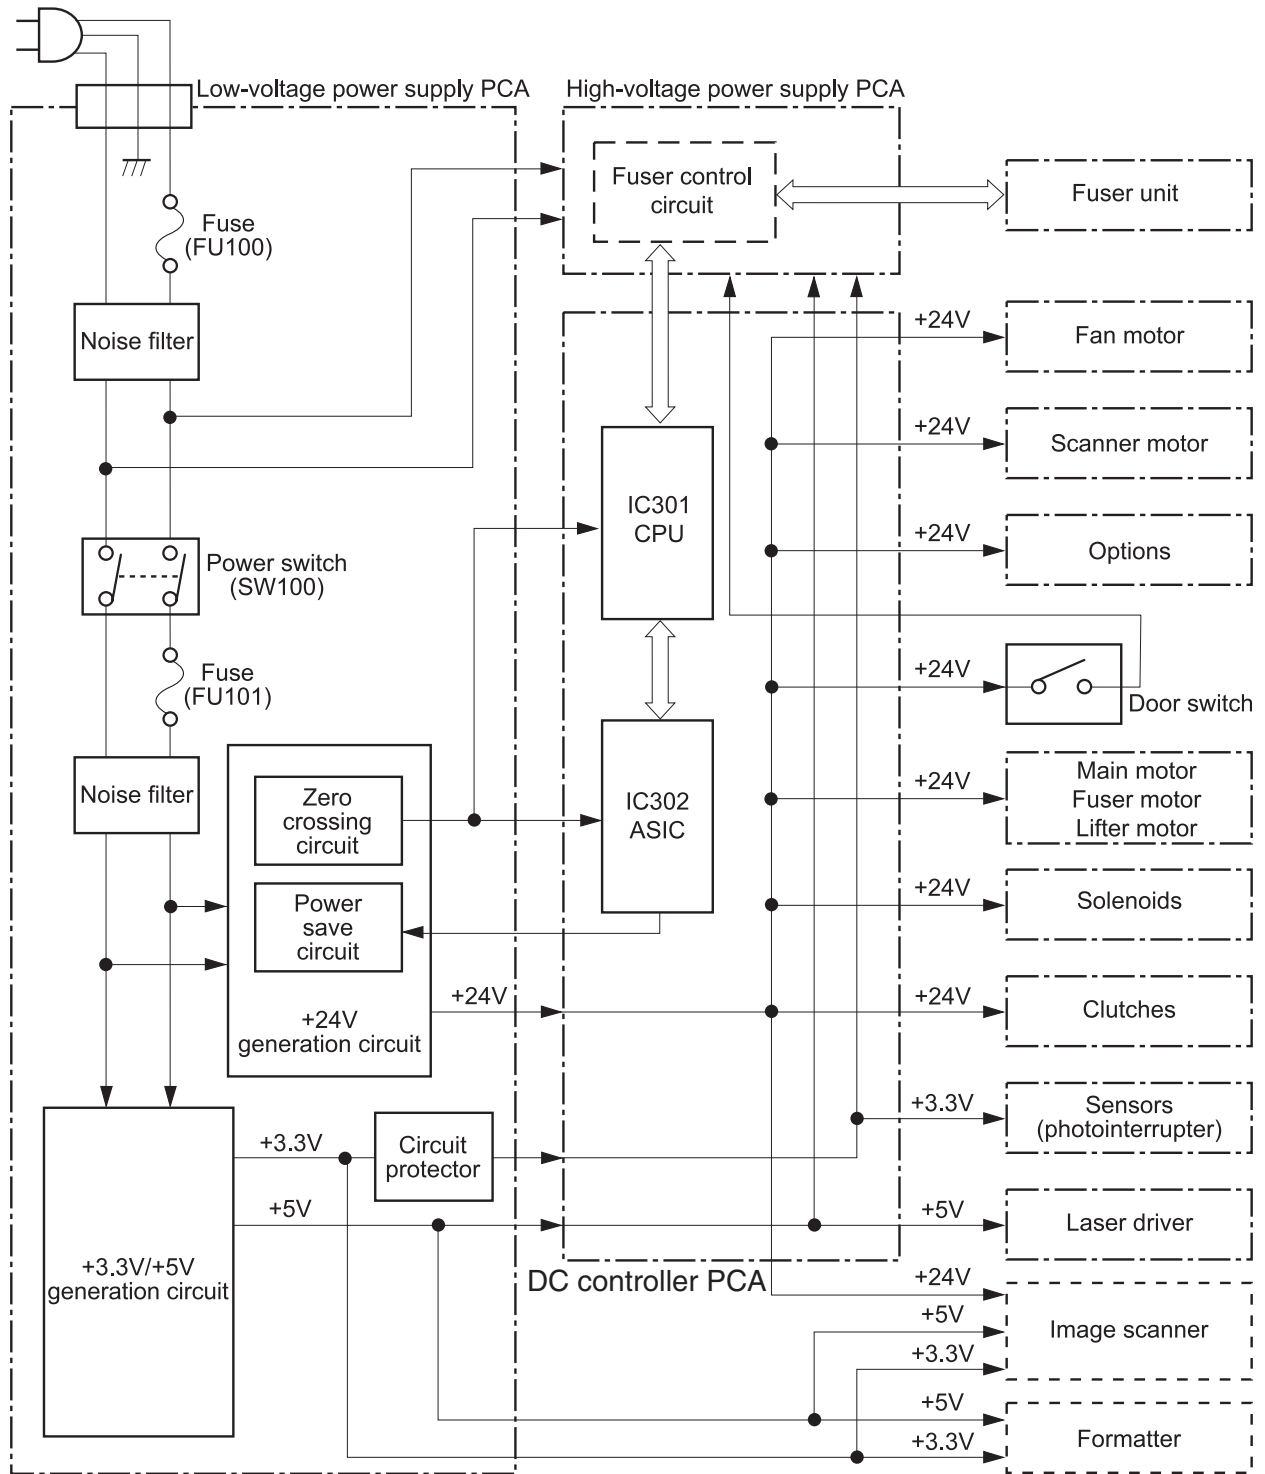 Low-voltage power supply PCA
High-voltage power supply PCA
Fuser control
circuit
Fuser unit
Fuse
(FU100)
Noise filter
+24V
Fan motor
+24V
Scanner motor
IC301
CPU
+24V
Options
Power switch
(SW100)
+24V
Door switch
Fuse
(FU101)
Noise filter
Zero
crossing
circuit
IC302
ASIC
+24V
Main motor
Fuser motor
Lifter motor
Power
save
circuit
+24V
Solenoids
+24V
generation circuit
+24V
+24V
Clutches
+3.3V
Circuit
protector
+3.3V
Sensors
(photointerrupter)
+5V
+5V
Laser driver
+3.3V/+5V
generation circuit
DC controller PCA
+24V
+5V
+3.3V
Image scanner
+5V
+3.3V
Formatter